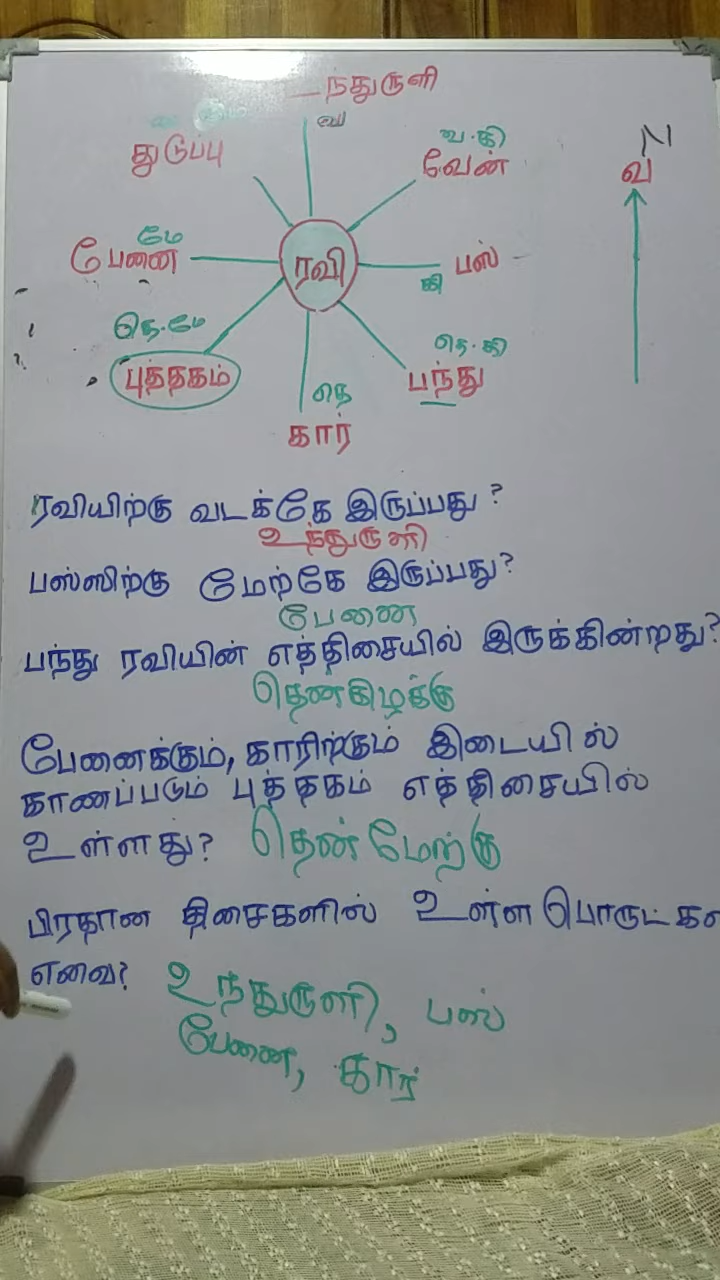 ந்துருளி
வ
துடுப்பு
வ.கி
வேன்
N
வ
மே
பேனை
ரவி
பஸ்
கி
தெ.மே
புத்தகம்
தெ.கி
பந்து
தெ
கார்
ரவியிற்கு வடக்கே இருப்பது?
உந்துருளி
பஸ்ஸிற்கு மேற்கே இருப்பது?
பேனை
பந்து ரவியின் எத்திசையில் இருக்கின்றது?
தென்கிழக்கு
பேனைக்கும், காரிற்கும் இடையில்
காணப்படும் புத்தகம் எத்திசையில்
உள்ளது? தென் மேற்கு
பிரதான திசைகளில் உள்ள பொருட்கள்
எவை? உந்துருளி, பஸ்
பேனை, கார்